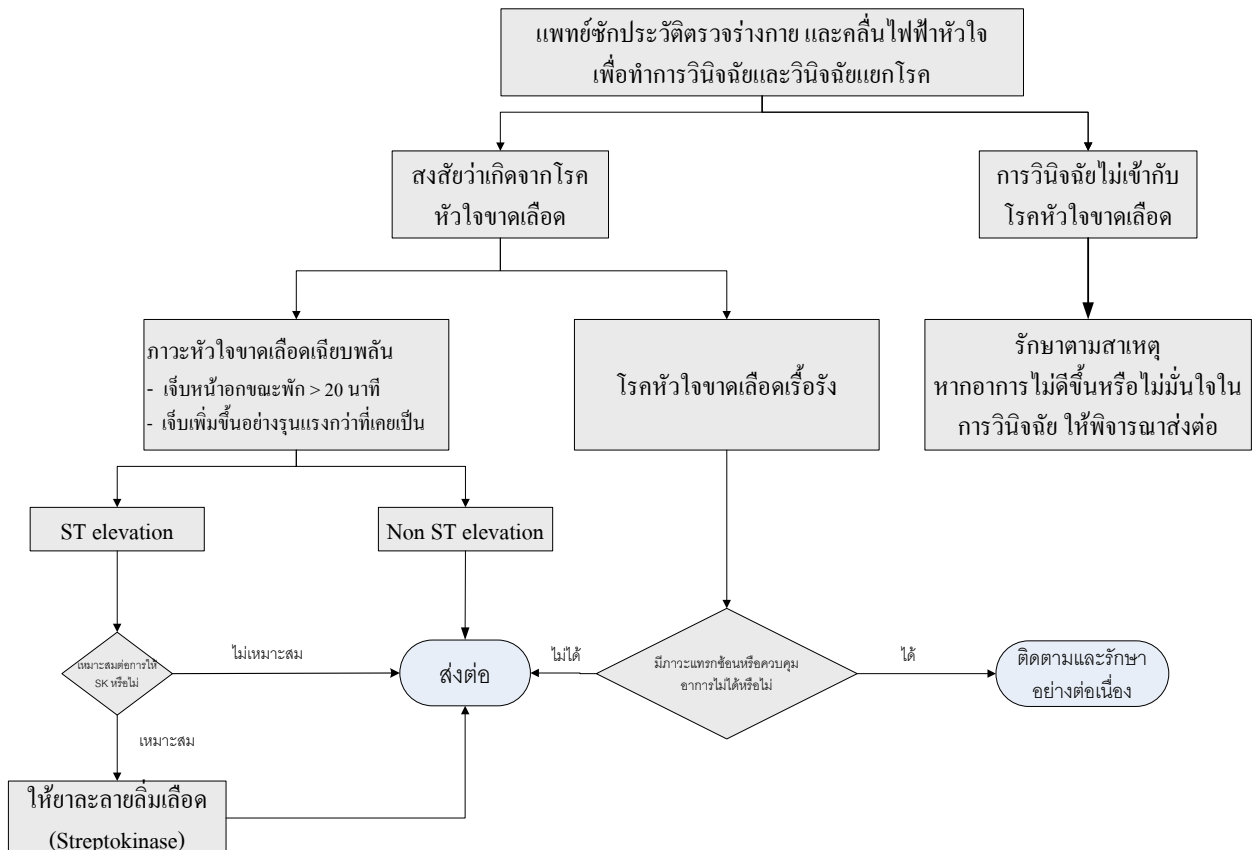 แพทย์ซักประวัติตรวจร่างกาย และคลื่นไฟฟ้าหัวใจ
เพื่อทำการวินิจฉัยและวินิจฉัยแยกโรค
สงสัยว่าเกิดจากโรค
หัวใจขาดเลือด
การวินิจฉัยไม่เข้ากับ
โรคหัวใจขาดเลือด
ภาวะหัวใจขาดเลือดเฉียบพลัน
- เจ็บหน้าอกขณะพัก > 20 นาที
- เจ็บเพิ่มขึ้นอย่างรุนแรงกว่าที่เคยเป็น
โรคหัวใจขาดเลือดเรื้อรัง
รักษาตามสาเหตุ
หากอาการไม่ดีขึ้นหรือไม่มั่นใจใน
การวินิจฉัย ให้พิจารณาส่งต่อ
ST elevation
Non ST elevation
เหมาะสมต่อการให้
SK หรือไม่
ไม่เหมาะสม
ส่งต่อ
ไม่ได้
มีภาวะแทรกซ้อนหรือควบคุม
อาการไม่ได้หรือไม่
ได้
ติดตามและรักษา
อย่างต่อเนื่อง
เหมาะสม
ให้ยาละลายลิ่มเลือด
(Streptokinase)